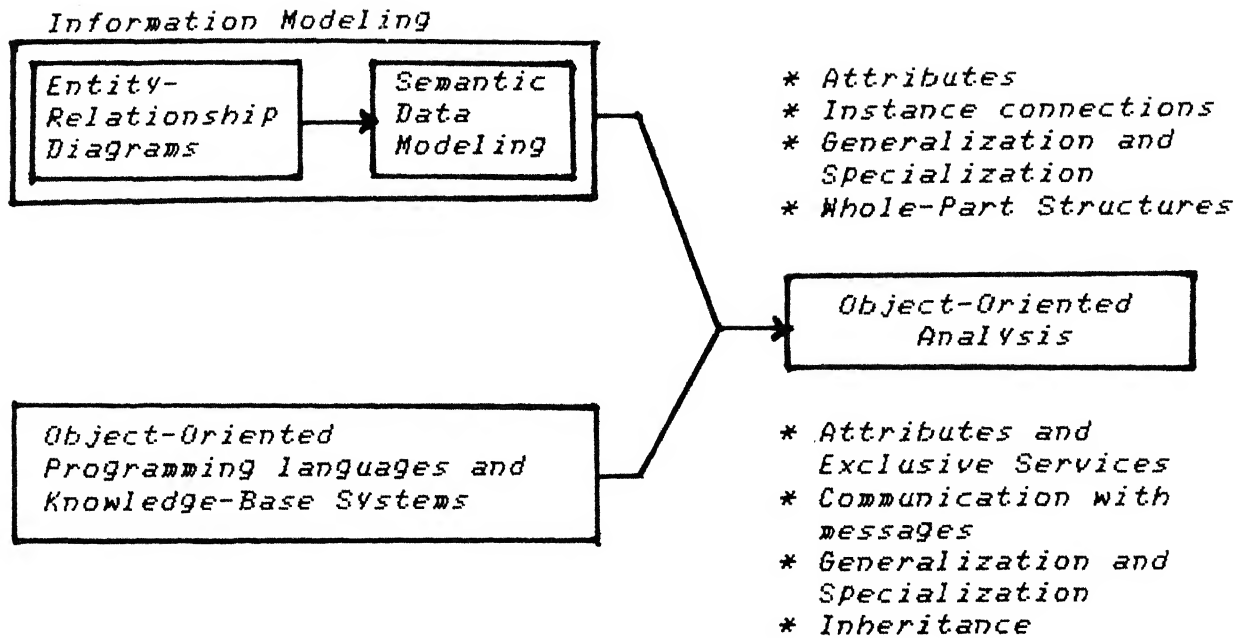 Information Modeling
Entity-
Relationship
Diagrams
Semantic
Data
Modeling
* Attributes
* Instance connections
* Generalization and
Specialization
* Whole-Part Structures
Object-Oriented
Analysis
Object-Oriented
Programming languages and
Knowledge-Base Systems
* Attributes and
Exclusive Services
* Communication with
messages
* Generalization and
Specialization
* Inheritance